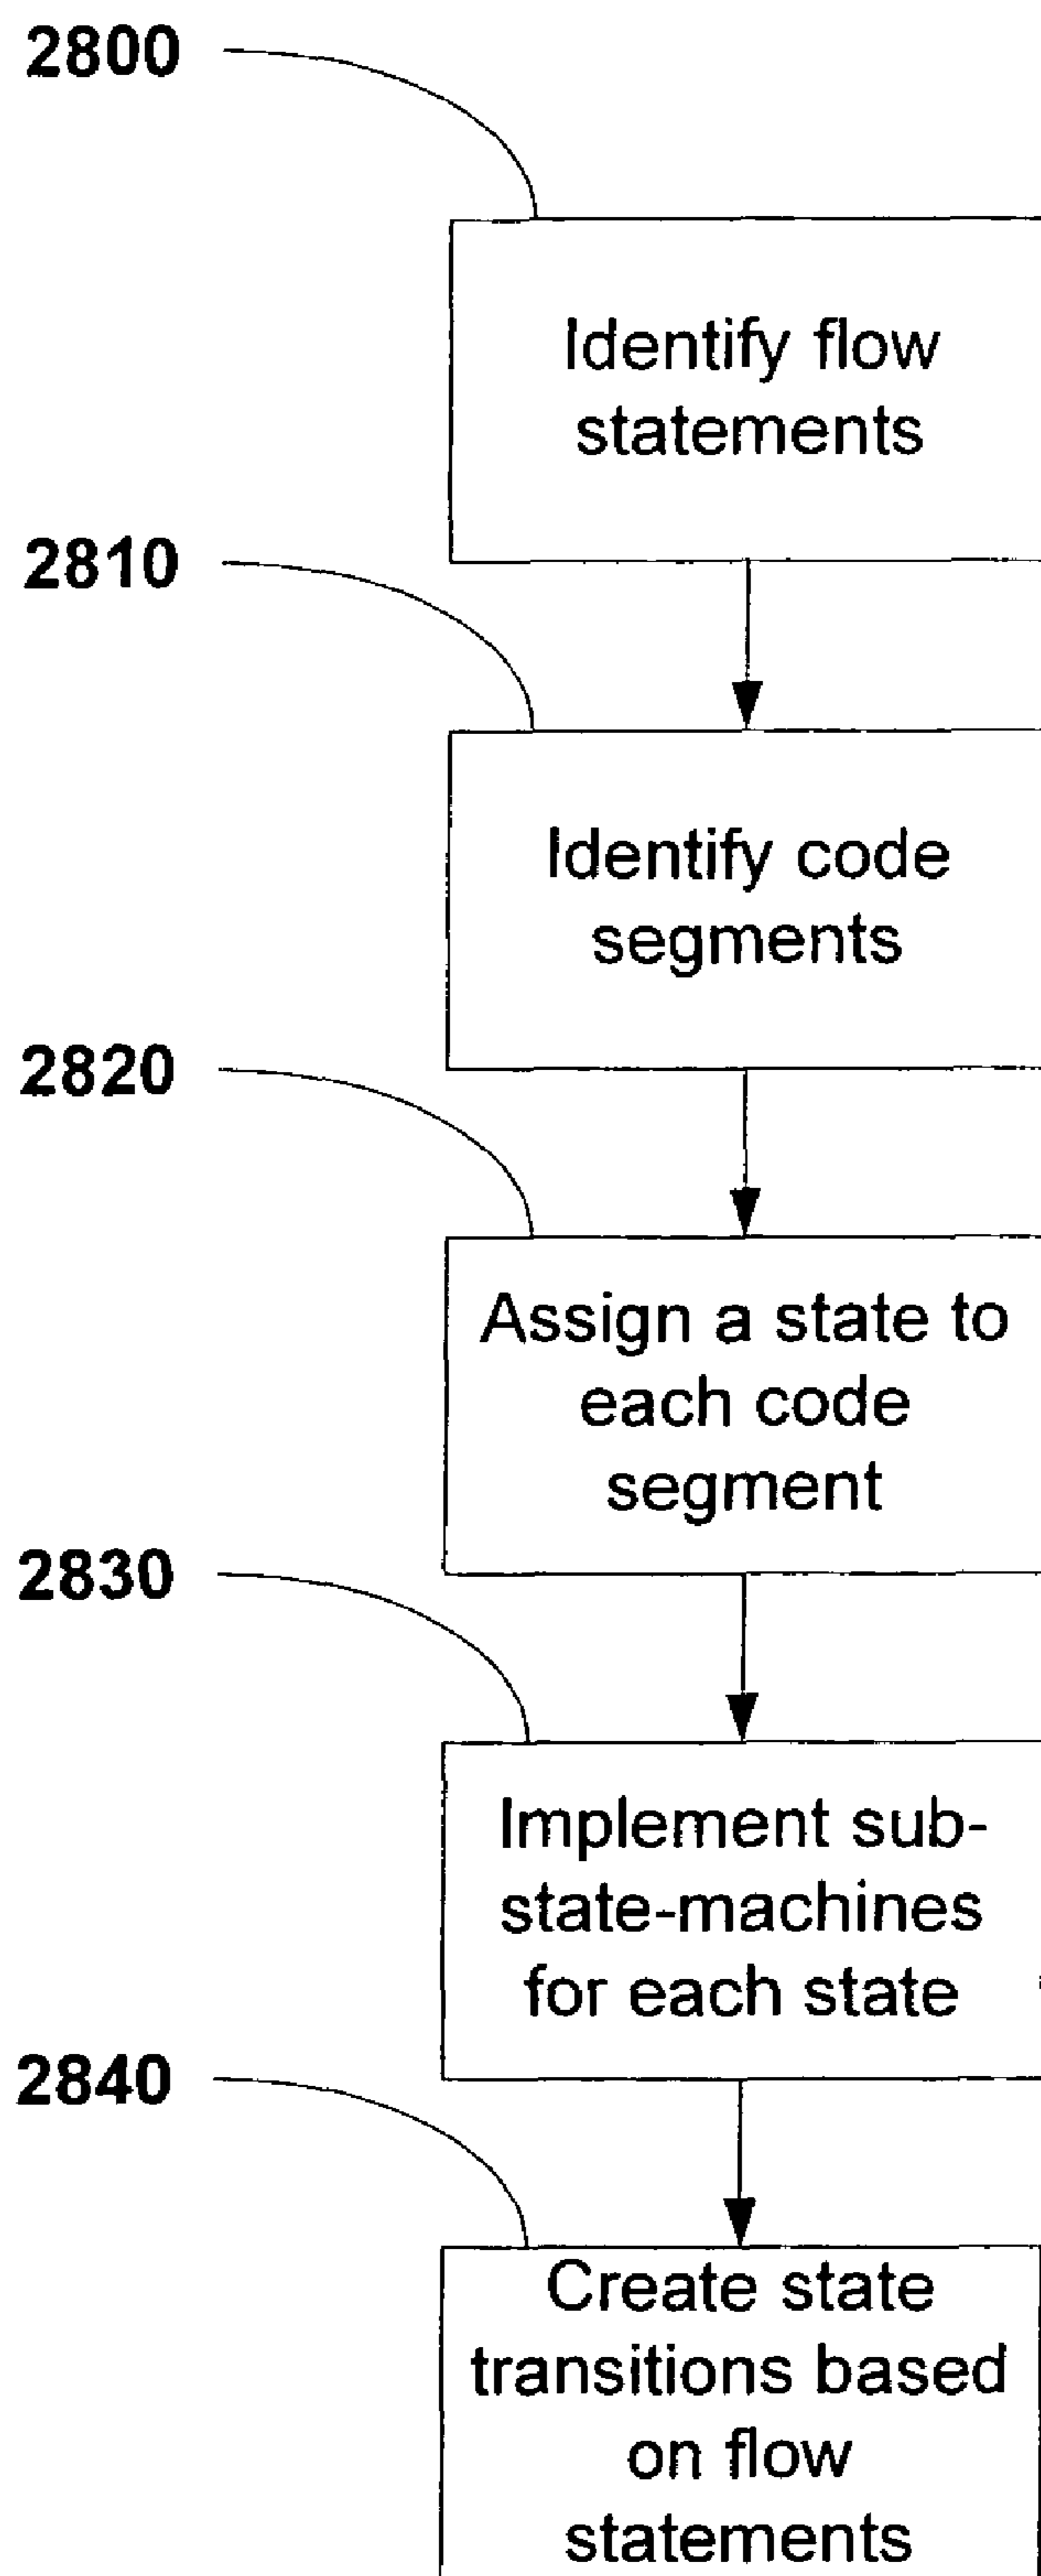 2800
Identify flow
statements
2810
Identify code
segments
2820
Assign a state to
each code
segment
2830
Implement sub-
state-machines
for each state
2840
Create state
transitions based
on flow
statements